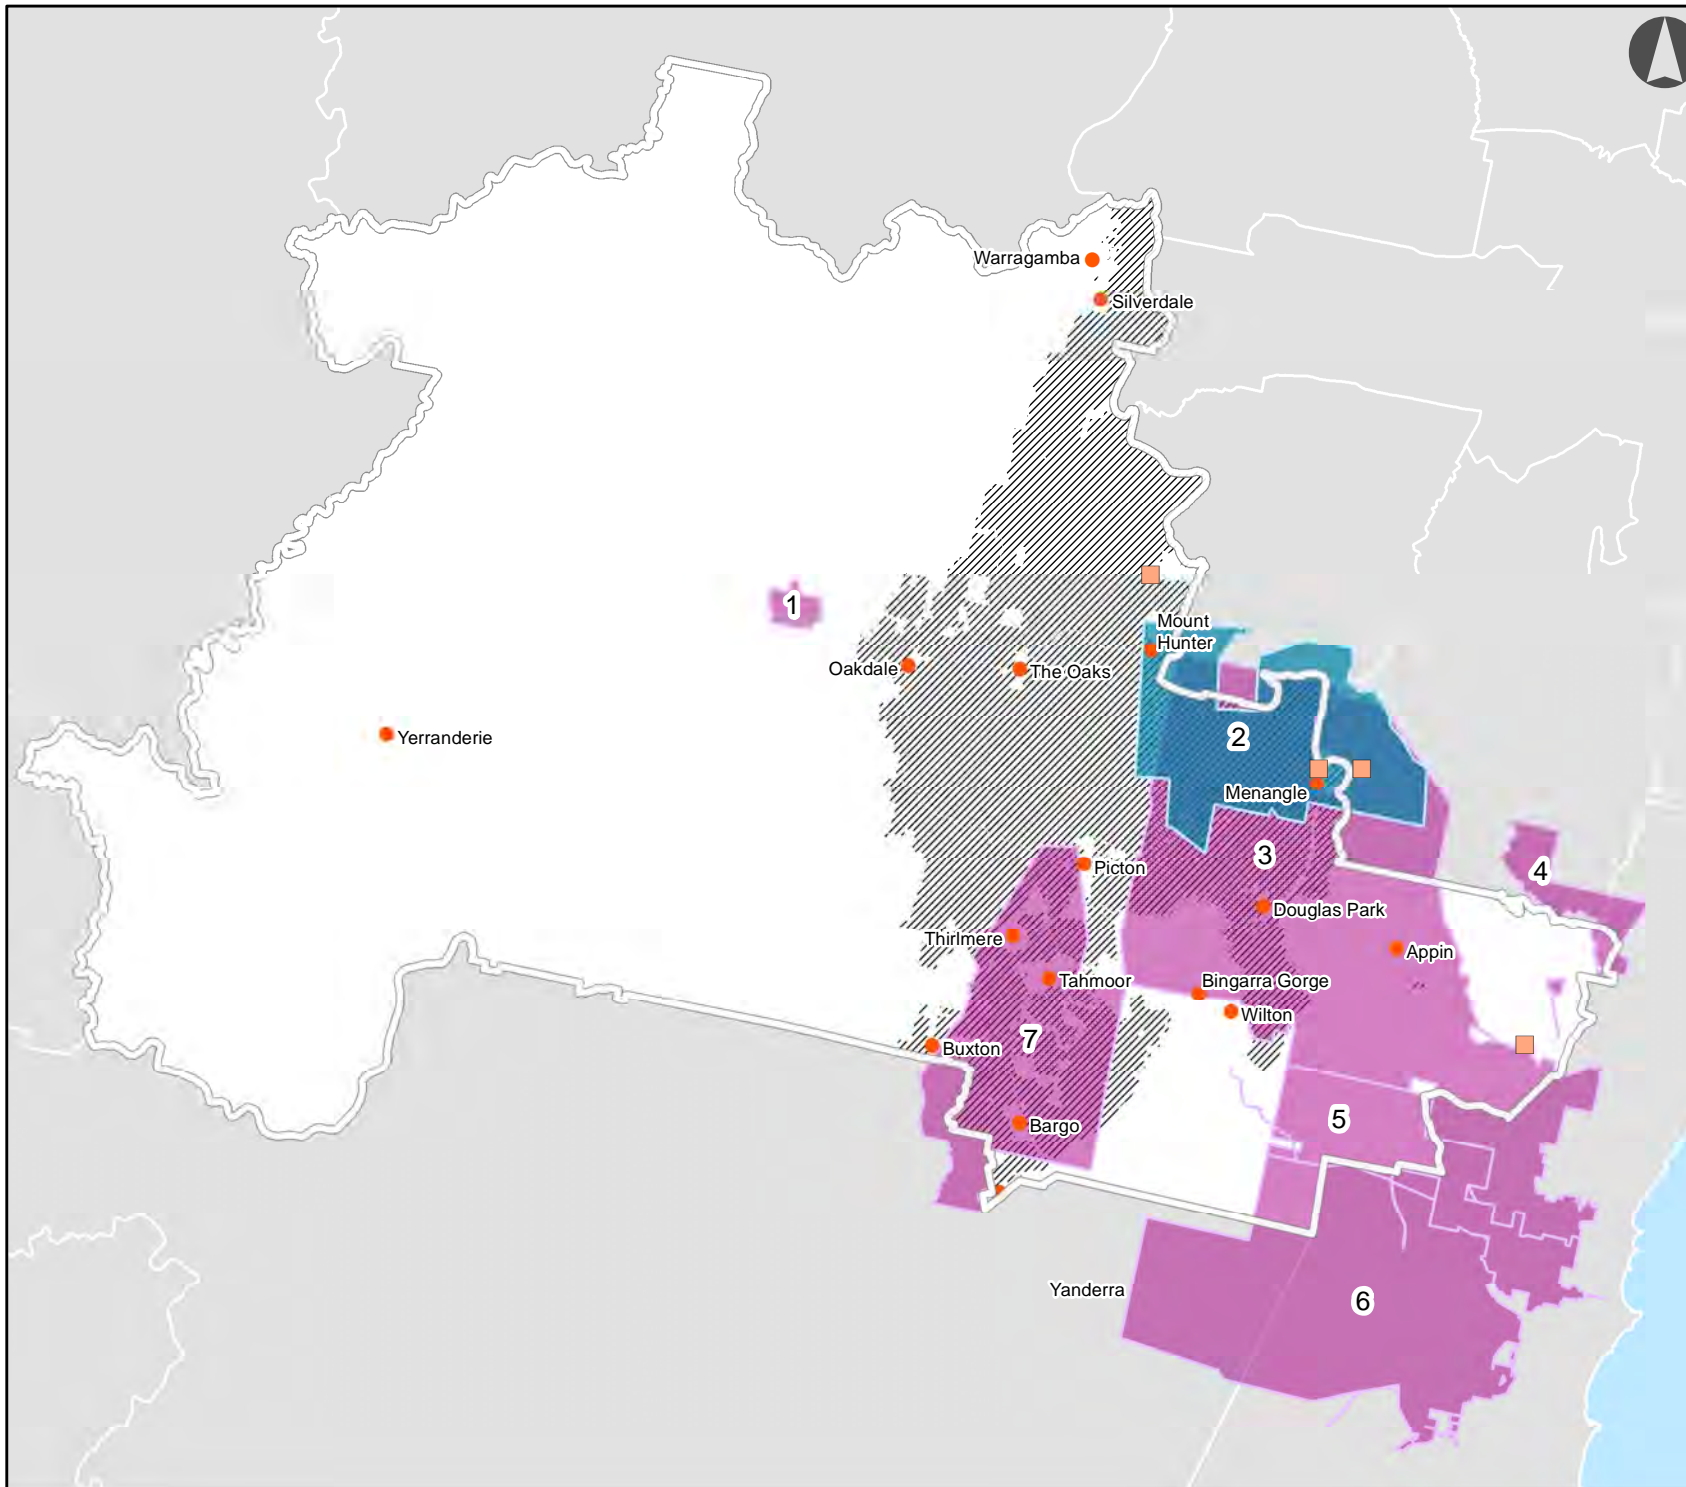 Warragamba
Silverdale
1
Mount
Hunter
Oakdale
The Oaks
Yerranderie
2
Menangle
3
Picton
4
Douglas Park
Thirlmere
Appin
Tahmoor
Bingarra Gorge
Wilton
7
Buxton
5
Bargo
Yanderra
6